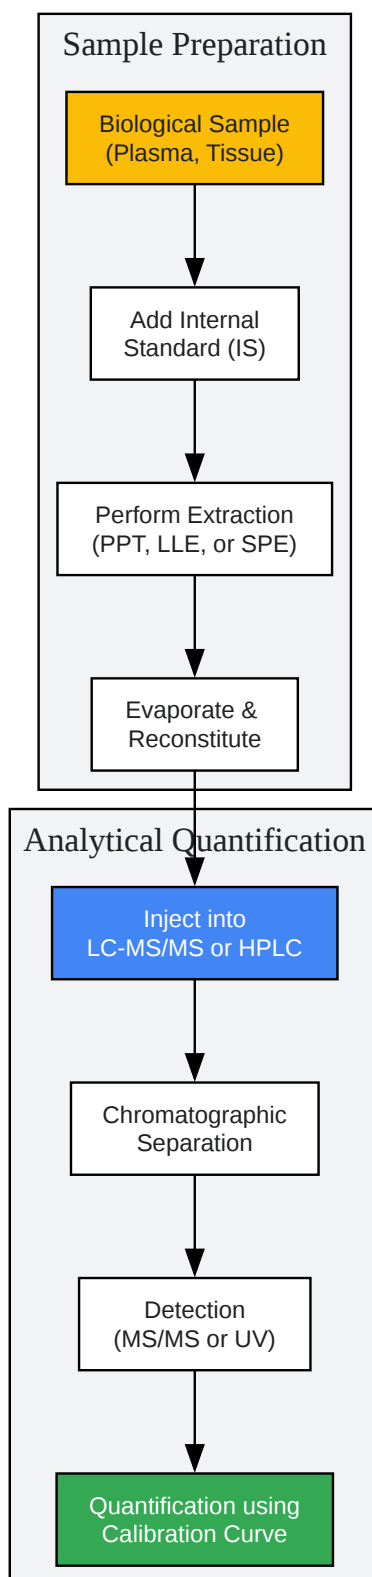 Sample Preparation
Biological Sample
(Plasma, Tissue)
Add Internal
Standard (IS)
Perform Extraction
(PPT, LLE, or SPE)
Evaporate &
Reconstitute
Analytical Quantification
Inject into
LC-MS/MS or HPLC
Chromatographic
Separation
Detection
(MS/MS or UV)
Quantification using
Calibration Curve